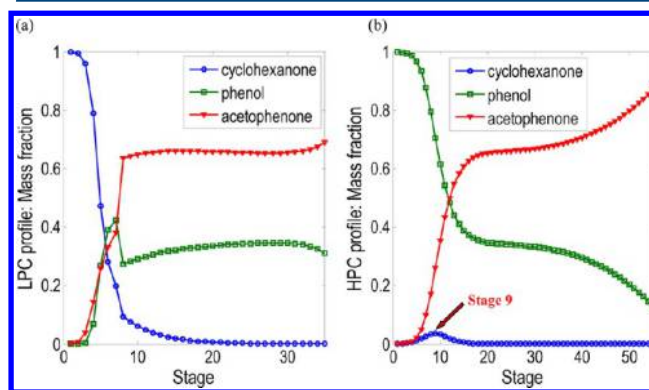 (a)
LPC profile: Mass fraction
1
0.8
0.6
0.4
0.2
0
cyclohexanone
phenol
acetophenone
0
10
20
30
Stage
(b)
HPC profile: Mass fraction
1
0.8
0.6
0.4
0.2
0
cyclohexanone
phenol
acetophenone
Stage 9
0
10
20
30
40
50
Stage